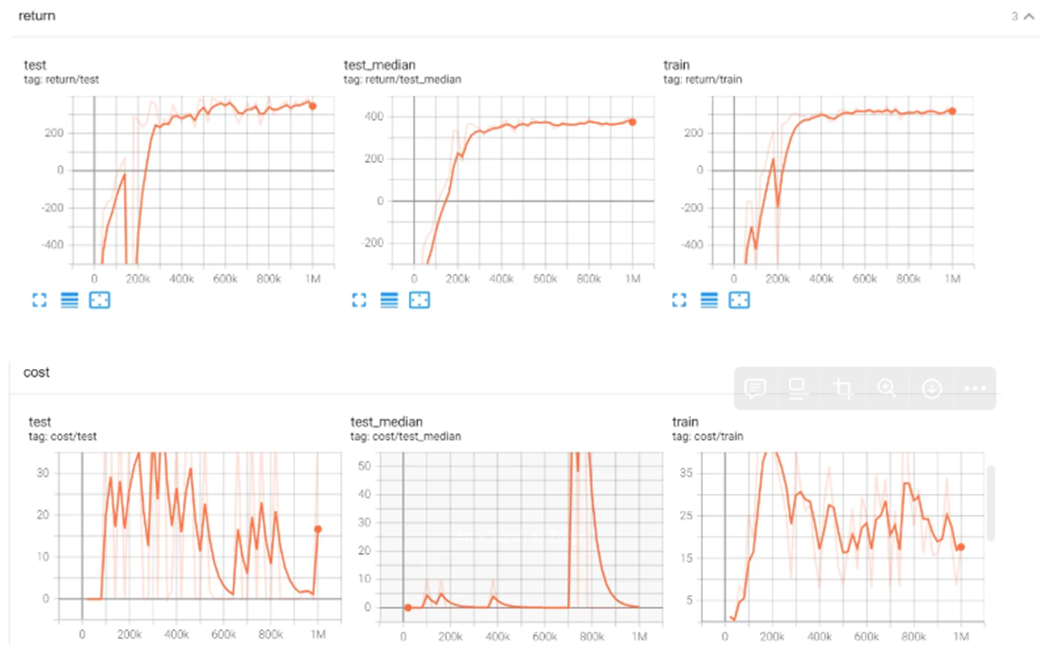 return 3
test test_median train
tag: return/test tag: return/test_median tag: return/train
200 400 200
0 200 0
-200 0 -200
-400 -200 -400
0 200k 400k 600k 800k 1M 0 200k 400k 600k 800k 1M 0 200k 400k 600k 800k 1M
cost
test test_median train
tag: cost/test tag: cost/test_median tag: cost/train
30 50 35
20 40 25
10 30 15
0 20 5
10
0
0 200k 400k 600k 800k 1M 0 200k 400k 600k 800k 1M 0 200k 400k 600k 800k 1M